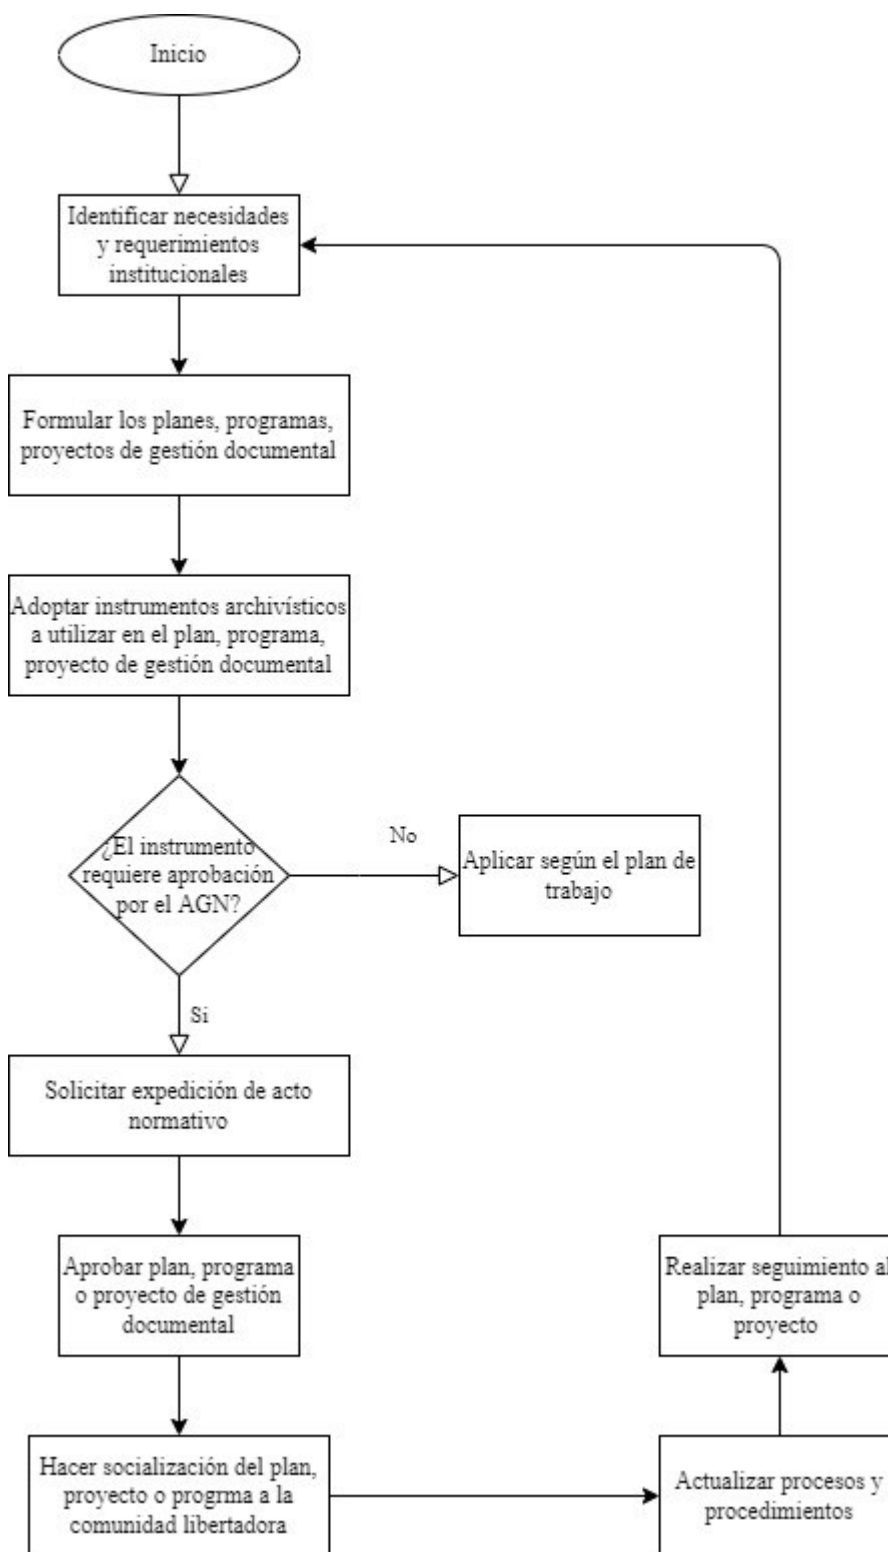 Inicio
Identificar necesidades
y requerimientos
institucionales
Formular los planes, programas,
proyectos de gestión documental
Adoptar instrumentos archivísticos
a utilizar en el plan, programa,
proyecto de gestión documental
¿El instrumento
requiere aprobación
por el AGN?
No
Aplicar según el plan de
trabajo
Si
Solicitar expedición de acto
normativo
Aprobar plan, programa
o proyecto de gestión
documental
Hacer socialización del plan,
proyecto o progrma a la
comunidad libertadora
Actualizar procesos y
procedimientos
Realizar seguimiento al
plan, programa o
proyecto